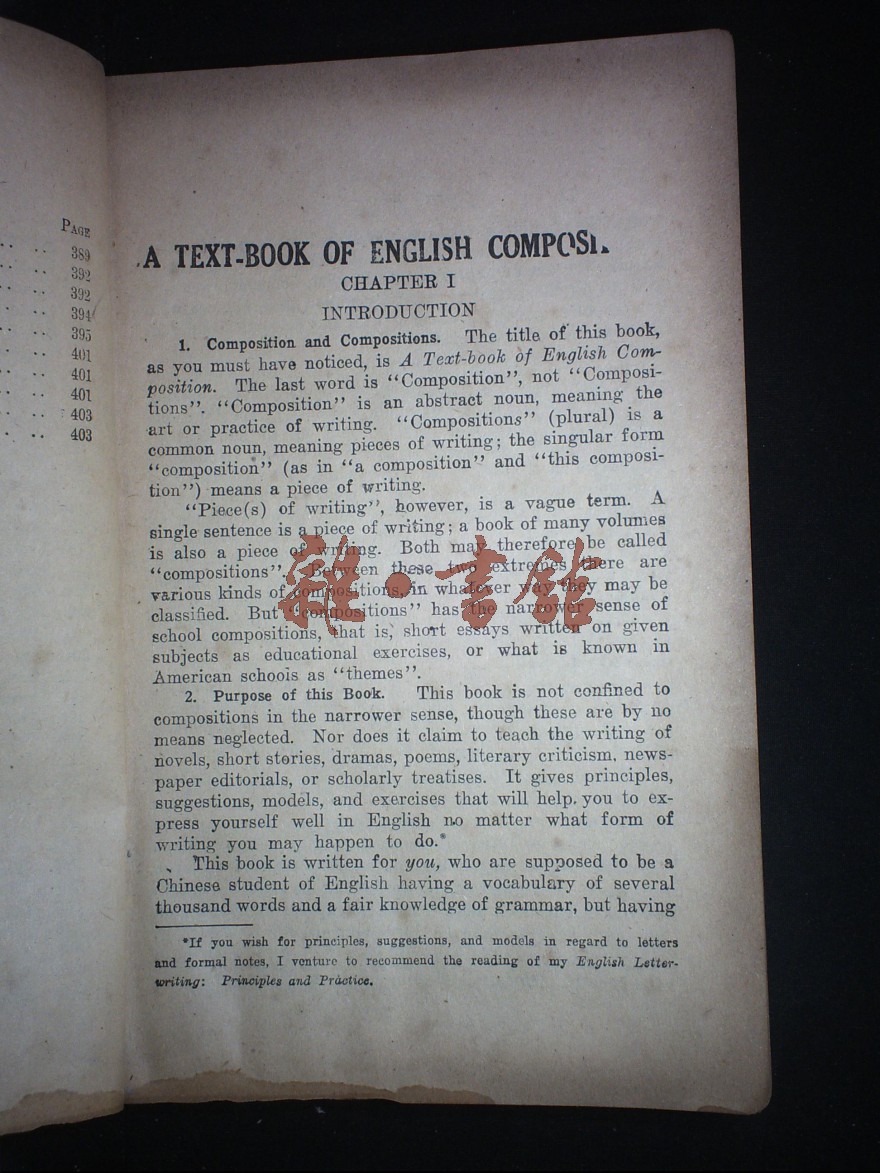 PAGE
389
392
392
394
395
401
401
401
403
403
A TEXT-BOOK OF ENGLISH COMPOSI
CHAPTER I
INTRODUCTION
1. Composition and Compositions. The title of this book,
as you must have noticed, is A Text-book of English Com-
position. The last word is "Composition", not "Composi-
tions". "Composition" is an abstract noun, meaning the
art or practice of writing. "Compositions" (plural) is a
common noun, meaning pieces of writing; the singular form
"composition" (as in "a composition" and "this composi-
tion") means a piece of writing.
"Piece(s) of writing", however, is a vague term. A
single sentence is a piece of writing; a book of many volumes
is also a piece of writing. Both may therefore be called
"compositions". Between these two extremes there are
various kinds of compositions, in whatever way they may be
classified. But "compositions" has the narrower sense of
school compositions, that is, short essays written on given
subjects as educational exercises, or what is known in
American schools as "themes".
雜·書館
2. Purpose of this Book. This book is not confined to
compositions in the narrower sense, though these are by no
means neglected. Nor does it claim to teach the writing of
novels, short stories, dramas, poems, literary criticism, news-
paper editorials, or scholarly treatises. It gives principles,
suggestions, models, and exercises that will help you to ex-
press yourself well in English no matter what form of
writing you may happen to do.*
This book is written for you, who are supposed to be a
Chinese student of English having a vocabulary of several
thousand words and a fair knowledge of grammar, but having
*If you wish for principles, suggestions, and models in regard to letters
and formal notes, I venture to recommend the reading of my English Letter-
writing: Principles and Practice.